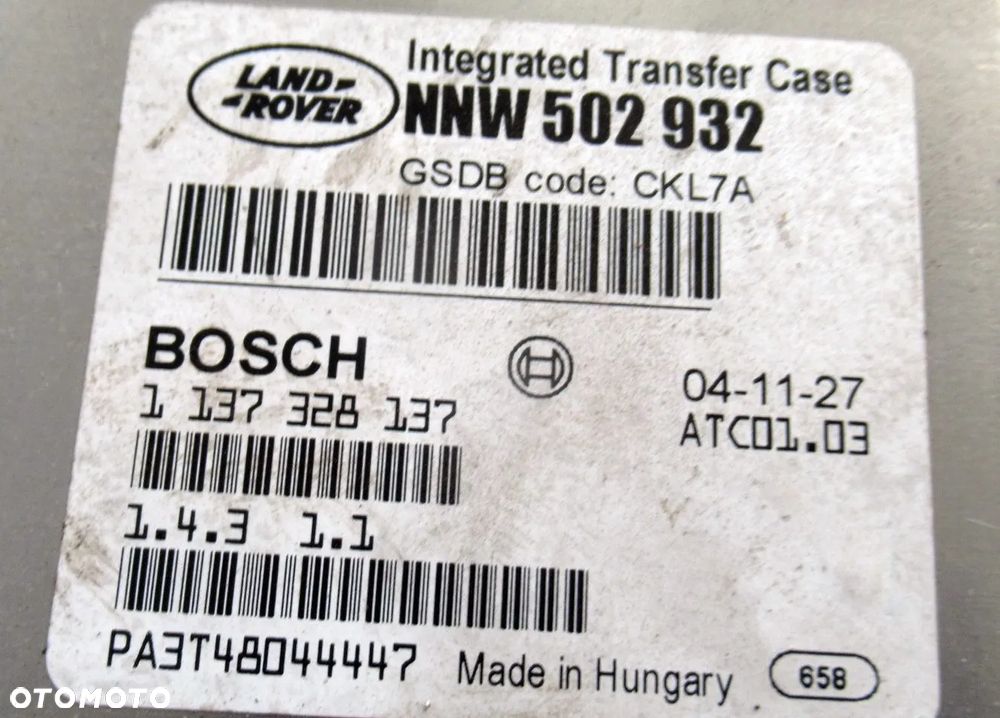 LAND-
-ROVER
Integrated Transfer Case
NNW 502 932
GSDB code: CKL7A
BOSCH
1 137 328 137
04-11-27
ATC01.03
1.4.3 1.1
PA3T48044447
Made in Hungary
658
OTOMOTO